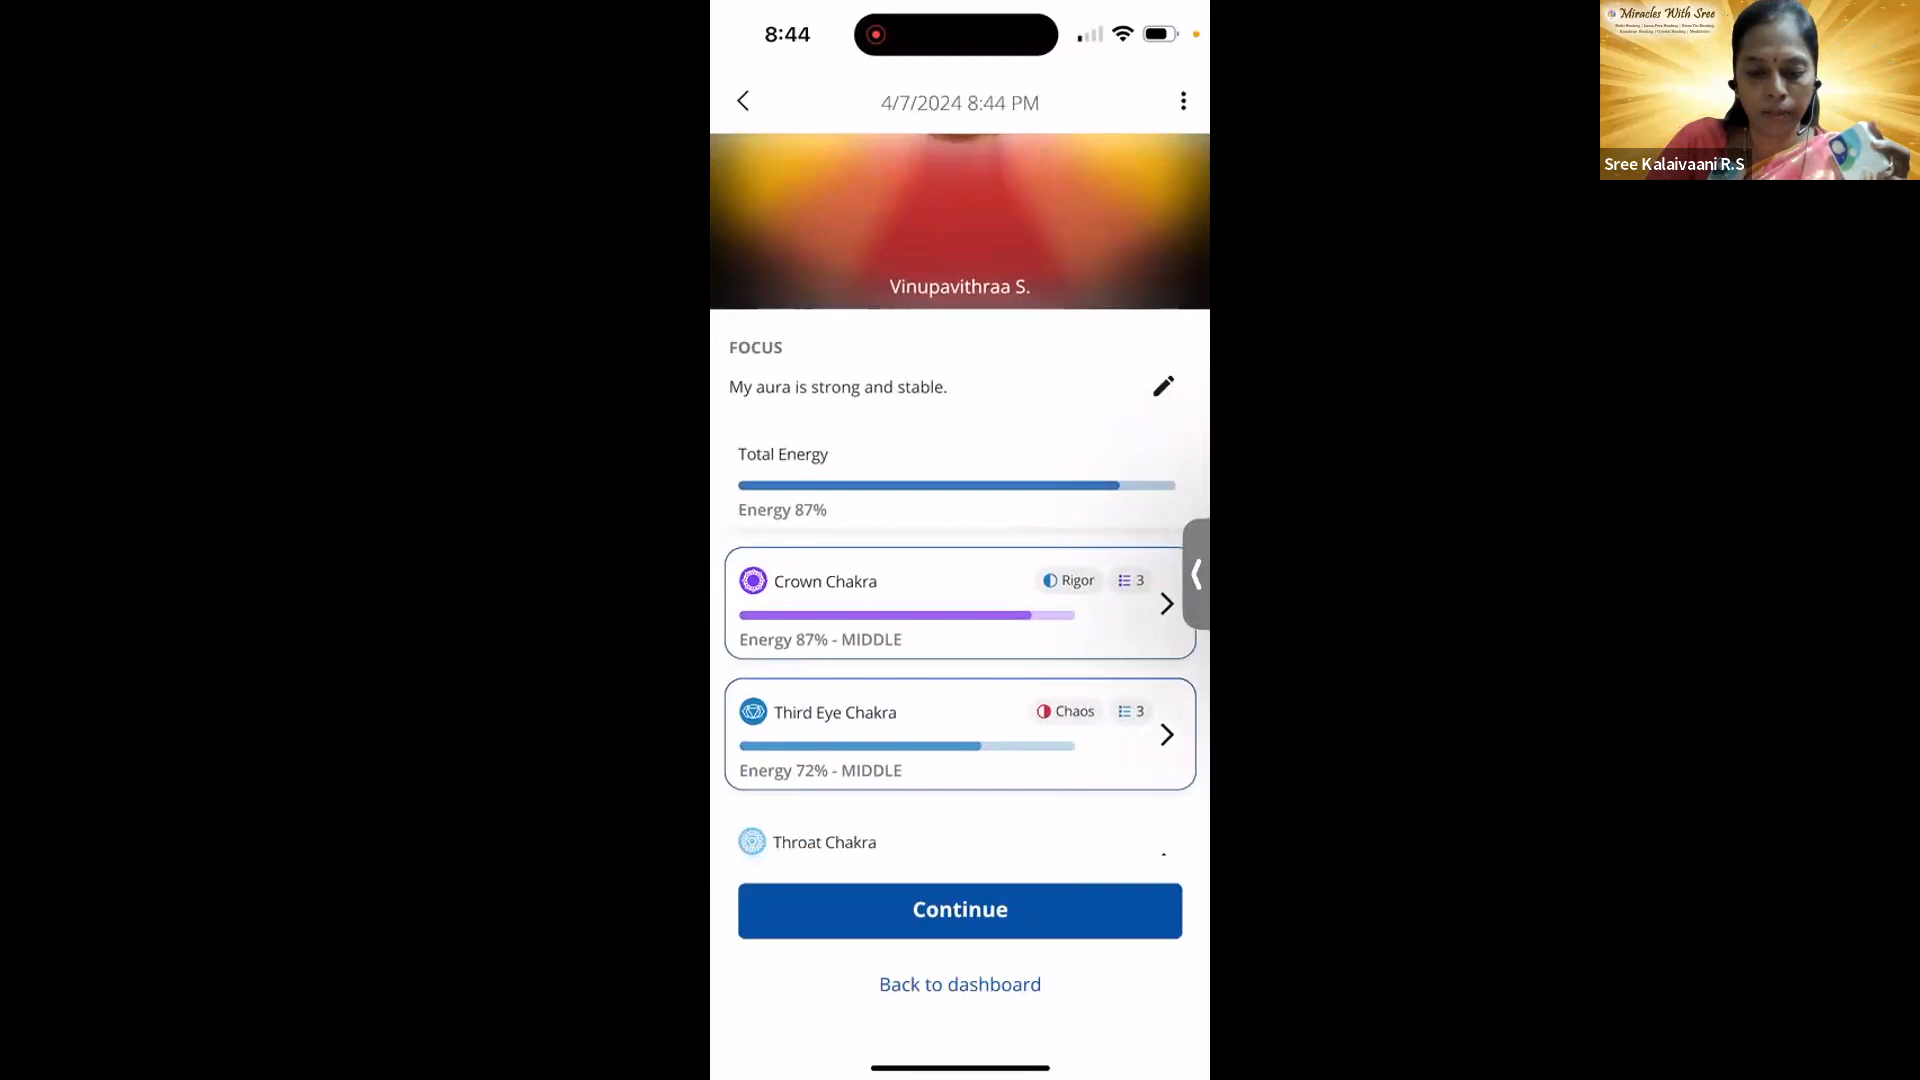 8:44
4/7/2024 8:44 PM
Vinupavithraa S.
FOCUS
My aura is strong and stable.
Total Energy
Energy 87%
Crown Chakra
Rigor
3
Energy 87% - MIDDLE
Third Eye Chakra
Chaos
3
Energy 72% - MIDDLE
Throat Chakra
Continue
Back to dashboard
Miracles With Sree
Sree Kalaivaani R.S